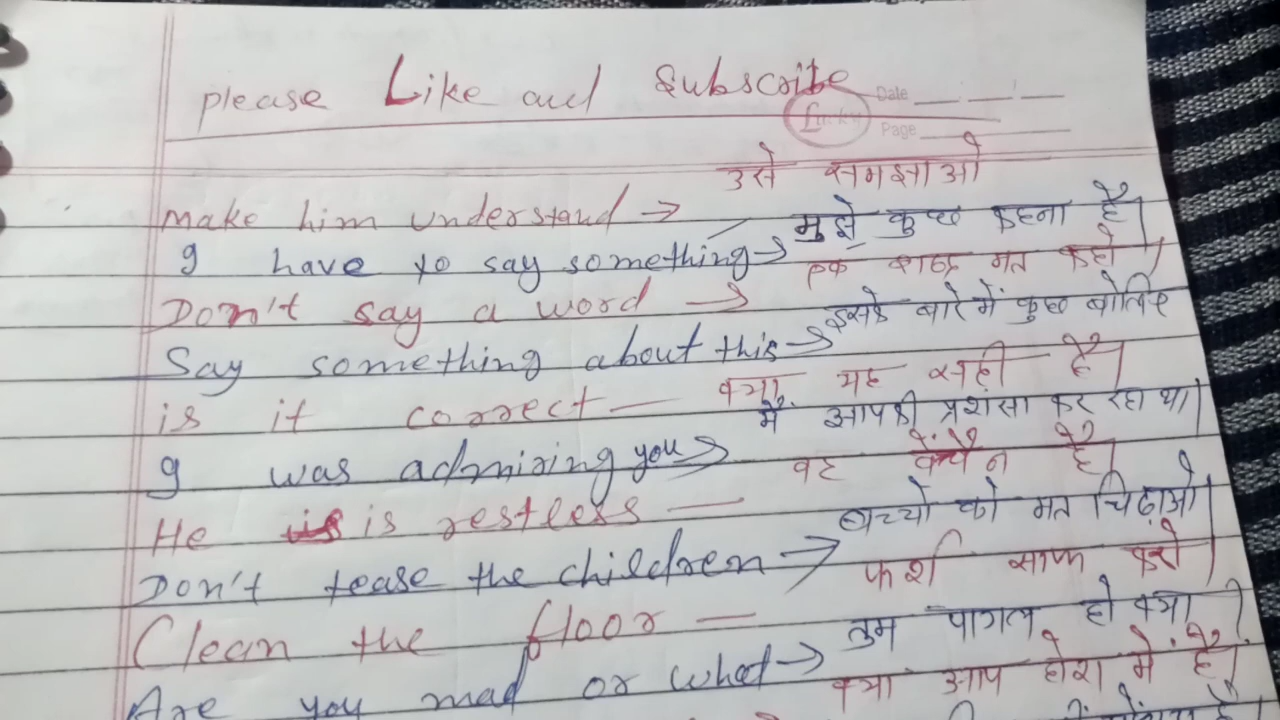 please Like and Subscribe
Lucky
Date
Page
make him understand → उसे समझाओ
I have to say something → मुझे कुछ कहना है।
Don't say a word → एक शब्द मत कहो।
Say something about this → इसके बारे में कुछ बोलिए
is it correct — क्या यह सही है।
I was admiring you → मैं आपकी प्रशंसा कर रहा था।
He is restless — वह बेचैन है।
Don't tease the children → बच्चों को मत चिढ़ाओ।
Clean the floor — फर्श साफ करो।
Are you mad or what → तुम पागल हो क्या।
क्या आप होश में हैं।